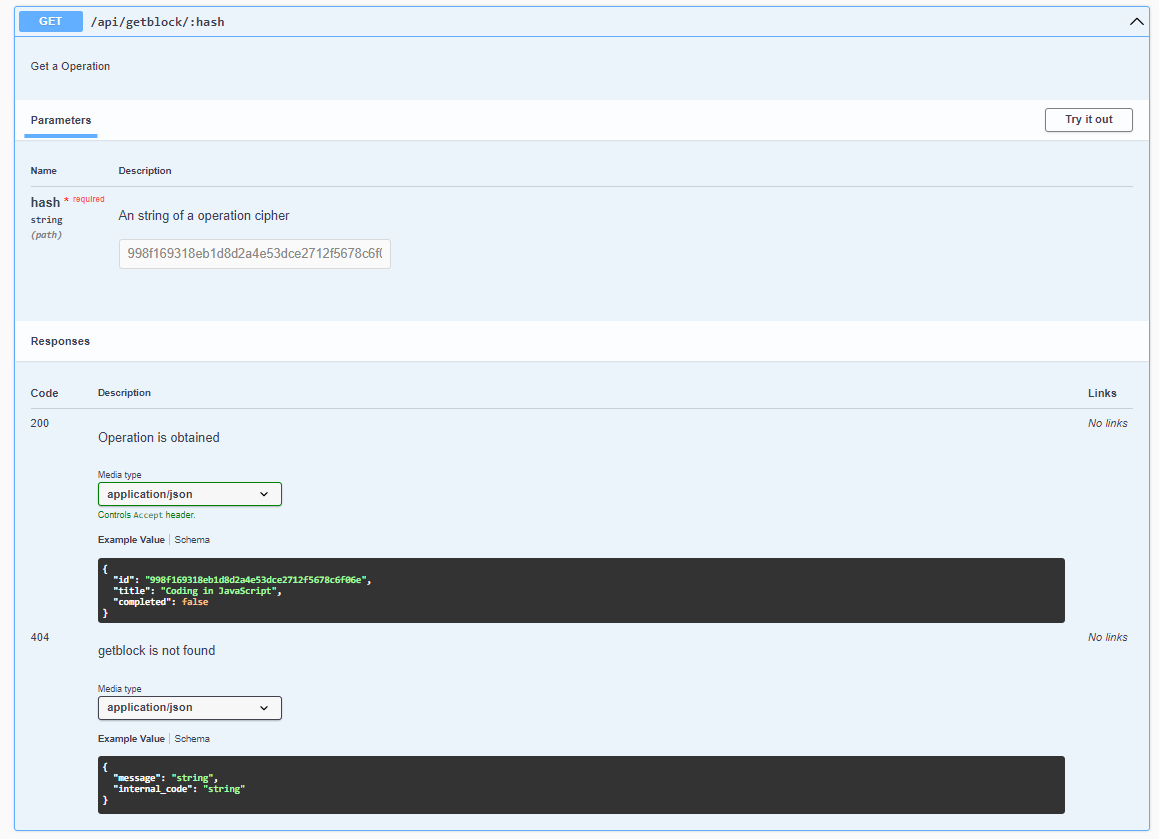 GET /api/getblock/:hash
Get a Operation
Parameters
Try it out
Name Description
hash * required
string
(path)
An string of a operation cipher
998f169318eb1d8d2a4e53dce2712f5678c6f0
Responses
Code Description Links
200
Operation is obtained
No links
Media type
application/json
Controls Accept header.
Example Value Schema
{
"id": "998f169318eb1d8d2a4e53dce2712f5678c6f06e",
"title": "Coding in JavaScript",
"completed": false
}
404
getblock is not found
No links
Media type
application/json
Example Value Schema
{
"message": "string",
"internal_code": "string"
}